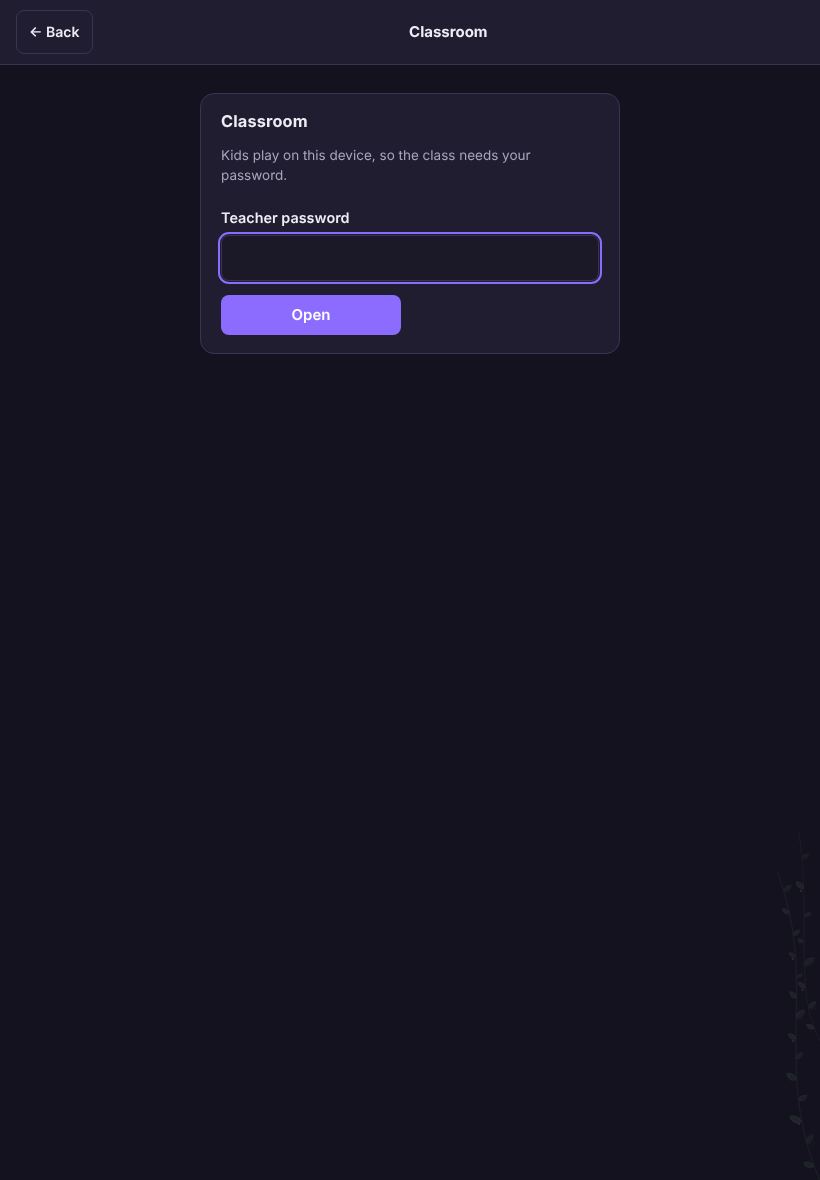 ← Back
Classroom
Classroom
Kids play on this device, so the class needs your
password.
Teacher password
Open